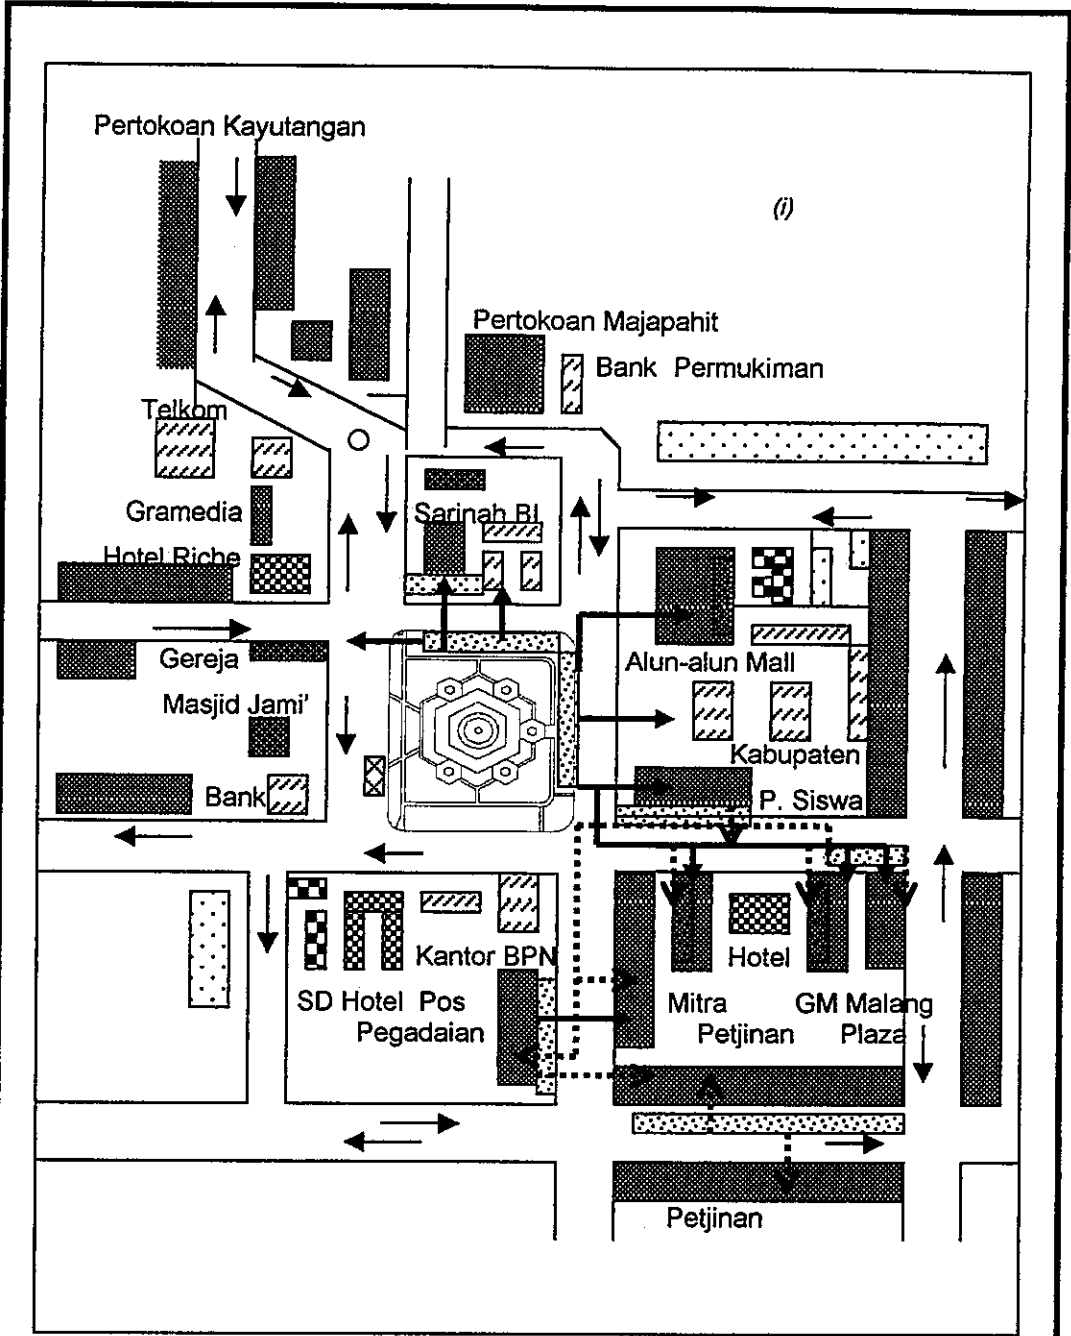 Pertokoan Kayutangan
(i)
Pertokoan Majapahit
Bank Permukiman
Telkom
Gramedia
Sarinah BI
Hotel Riche
Gereja
Alun-alun Mall
Masjid Jami'
Kabupaten
Bank
P. Siswa
Kantor BPN
Hotel
SD Hotel Pos
Mitra
GM Malang
Pegadaian
Petjinan
Plaza
Petjinan